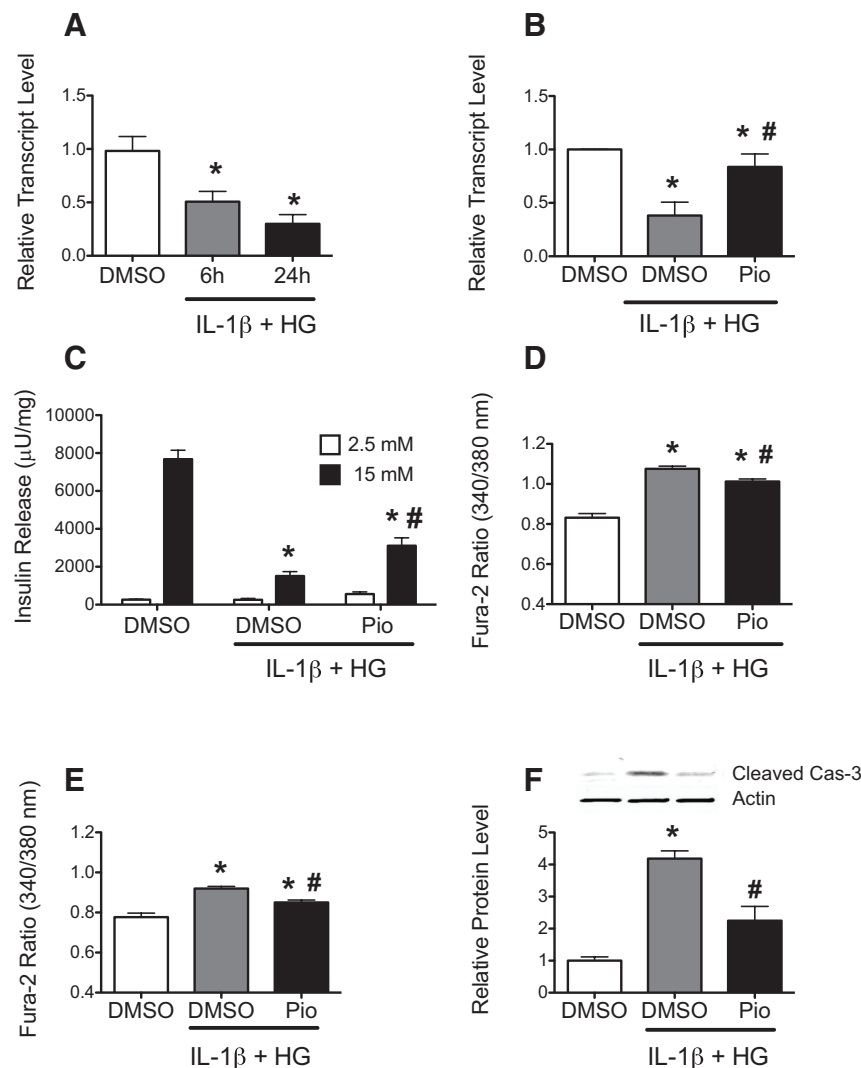 A
Relative Transcript Level
1.5
1.0
0.5
0.0
*
*
DMSO
6h
24h
IL-1β + HG
B
Relative Transcript Level
1.5
1.0
0.5
0.0
*
* #
DMSO
DMSO
Pio
IL-1β + HG
C
Insulin Release (μU/mg)
10000
8000
6000
4000
2000
0
2.5 mM
15 mM
*
* #
DMSO
DMSO
Pio
IL-1β + HG
D
Fura-2 Ratio (340/380 nm)
1.2
1.0
0.8
0.6
0.4
*
* #
DMSO
DMSO
Pio
IL-1β + HG
E
Fura-2 Ratio (340/380 nm)
1.2
1.0
0.8
0.6
0.4
*
* #
DMSO
DMSO
Pio
IL-1β + HG
F
Cleaved Cas-3
Actin
Relative Protein Level
5
4
3
2
1
0
*
#
DMSO
DMSO
Pio
IL-1β + HG